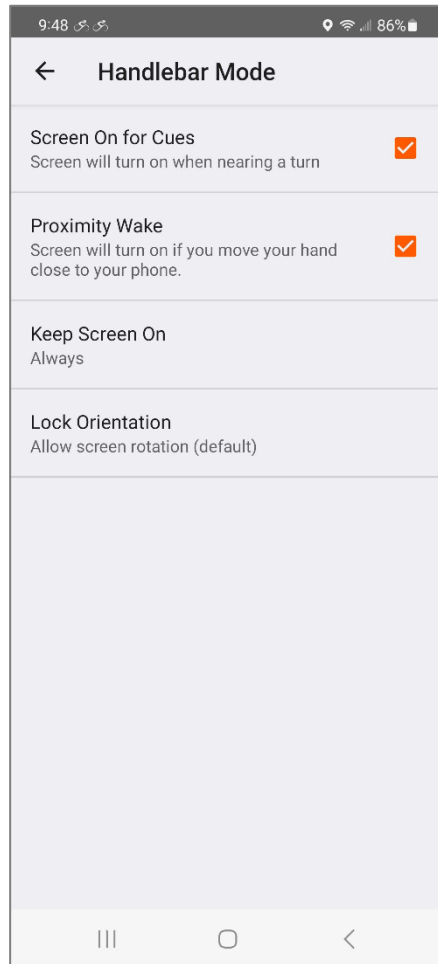 9:48 86%
Handlebar Mode
Screen On for Cues
Screen will turn on when nearing a turn
Proximity Wake
Screen will turn on if you move your hand
close to your phone.
Keep Screen On
Always
Lock Orientation
Allow screen rotation (default)